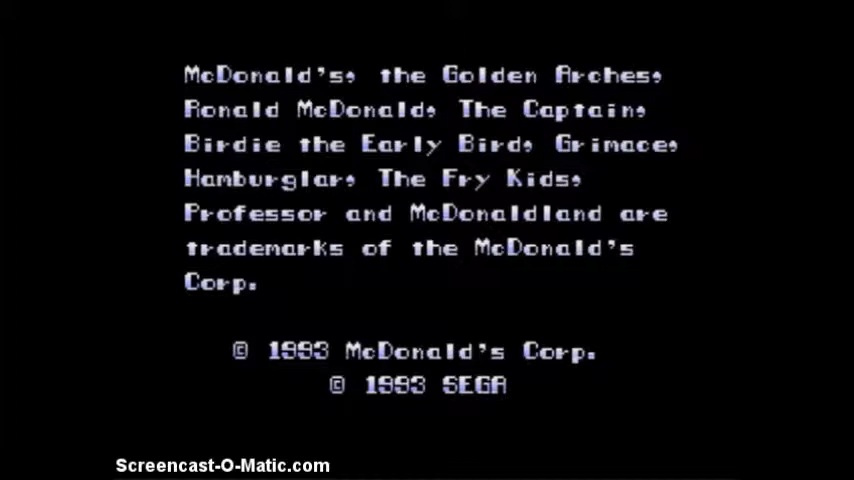 McDonald's, the Golden Arches,
Ronald McDonald, The Captain,
Birdie the Early Bird, Grimace,
Hamburglar, The Fry Kids,
Professor and McDonaldland are
trademarks of the McDonald's
Corp.
© 1993 McDonald's Corp.
© 1993 SEGA
Screencast-O-Matic.com